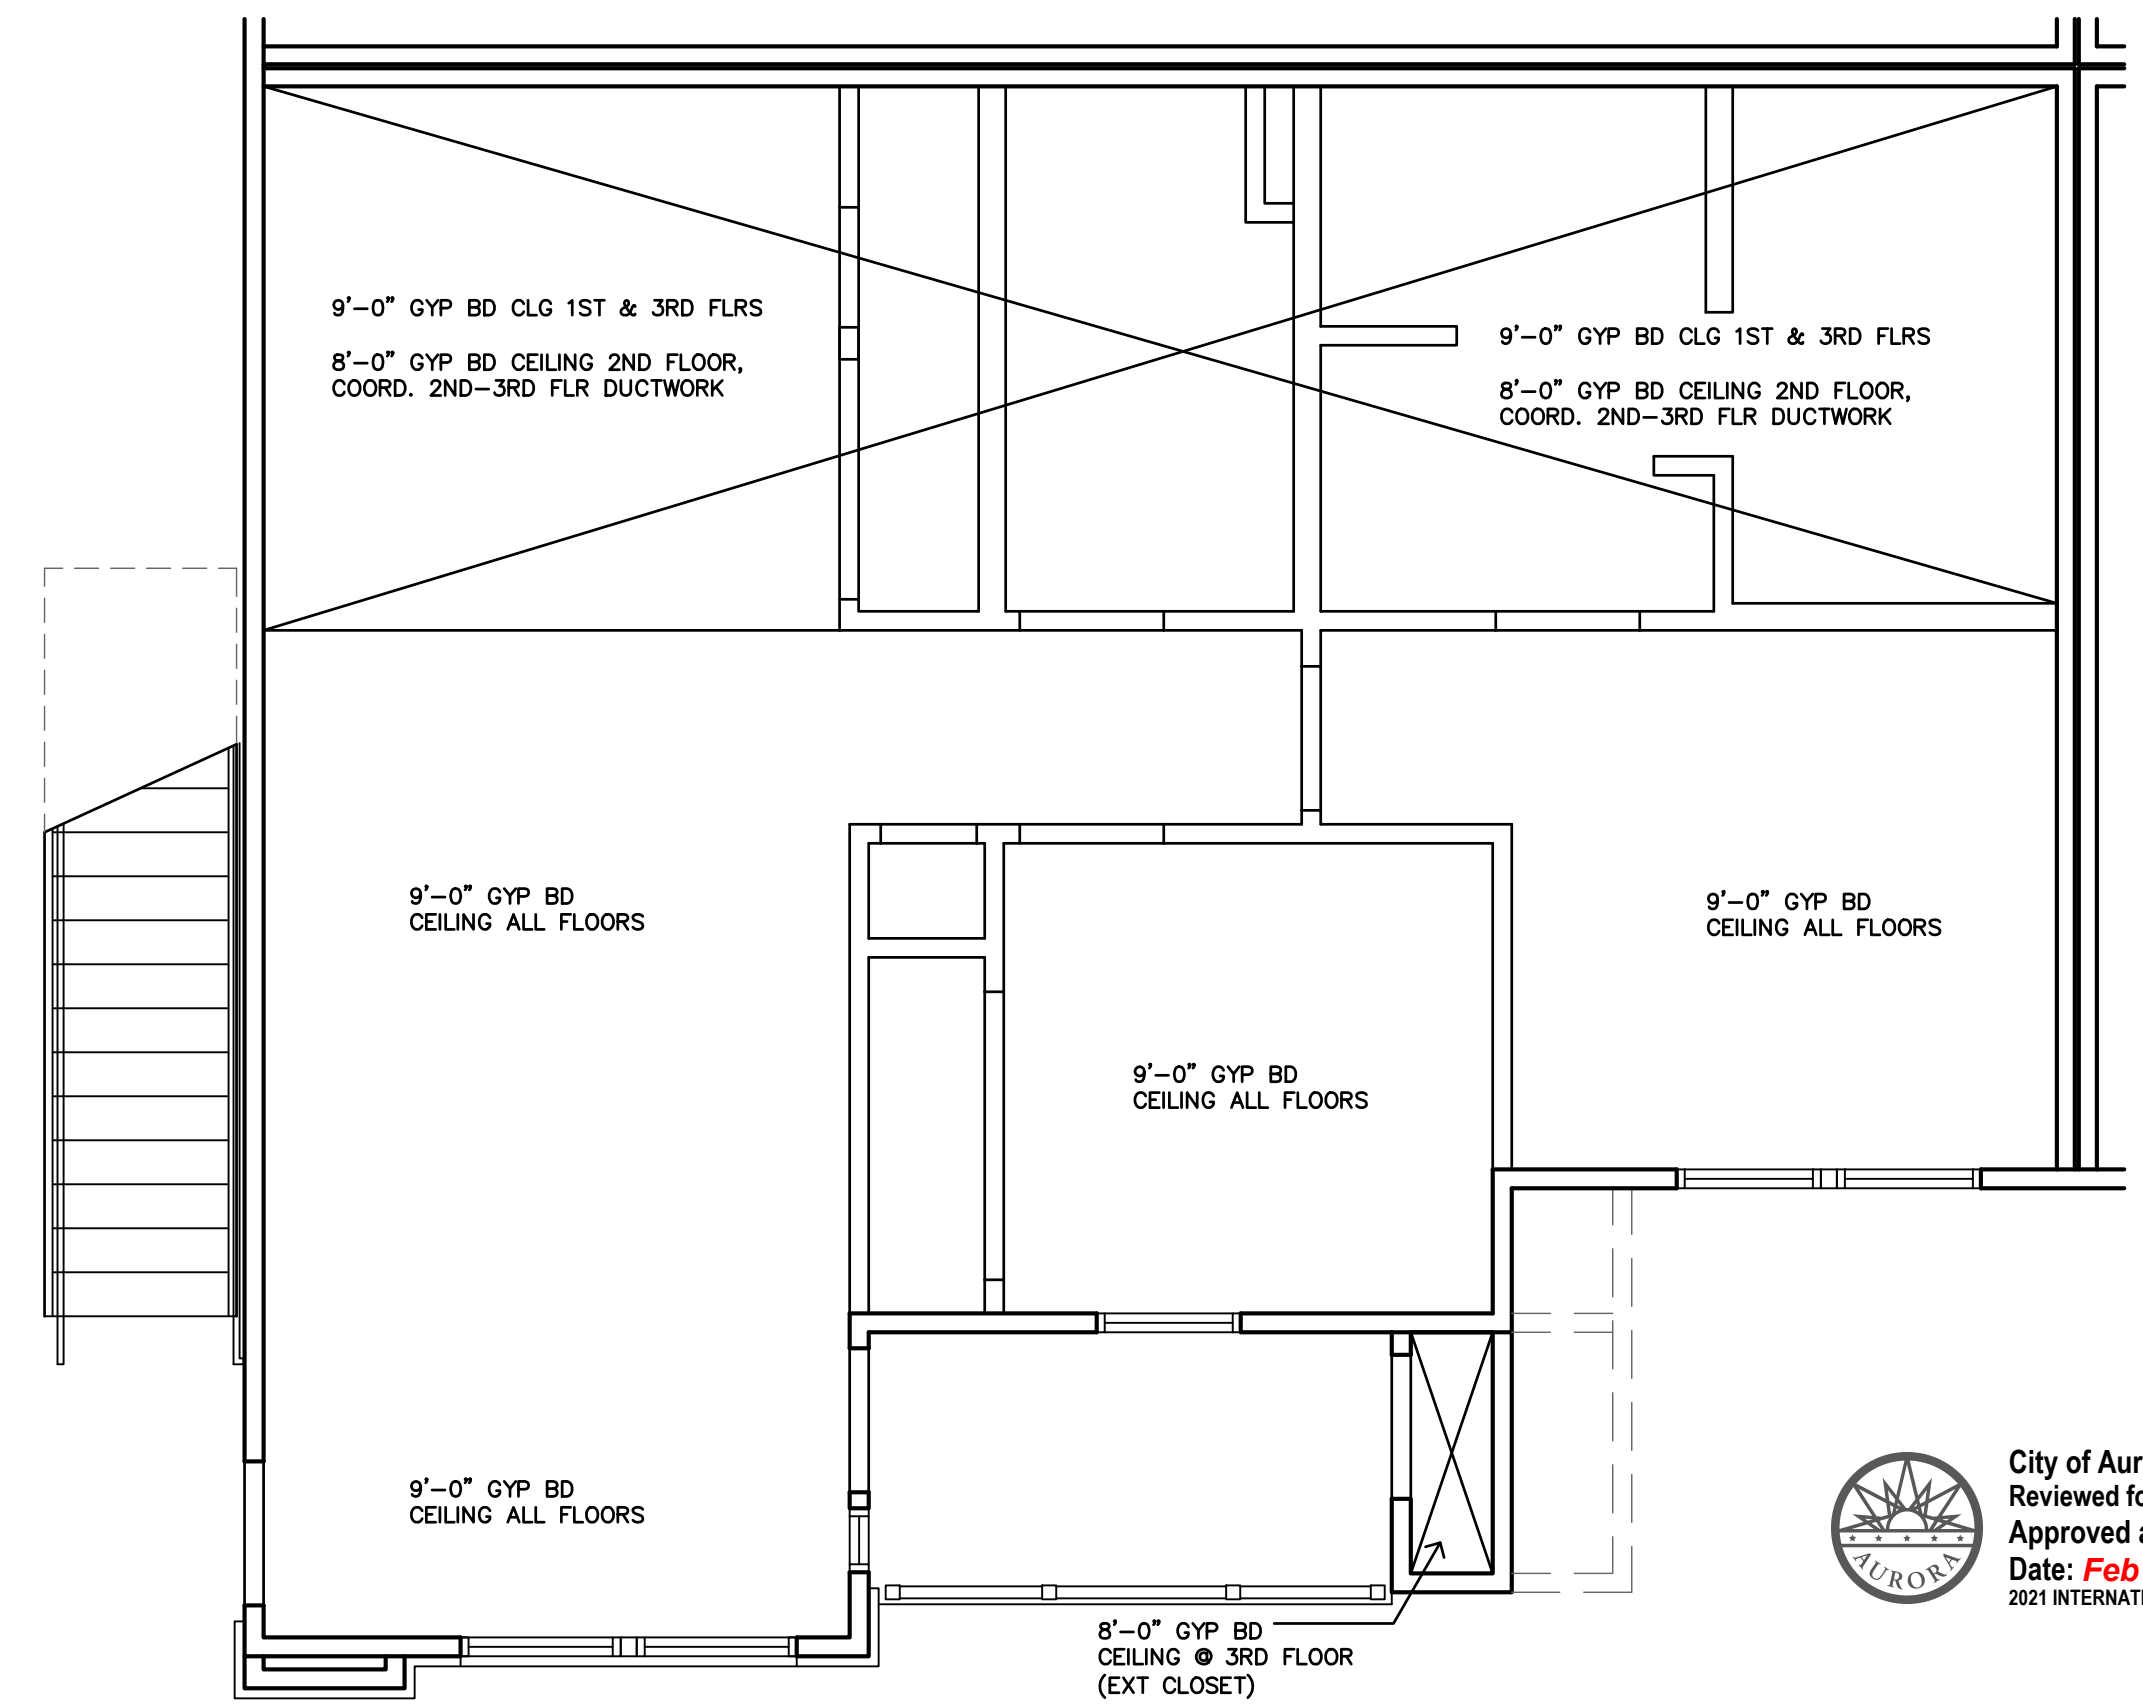 9'-0" GYP BD CLG 1ST & 3RD FLRS
8'-0" GYP BD CEILING 2ND FLOOR,
COORD. 2ND-3RD FLR DUCTWORK
9'-0" GYP BD CLG 1ST & 3RD FLRS
8'-0" GYP BD CEILING 2ND FLOOR,
COORD. 2ND-3RD FLR DUCTWORK
9'-0" GYP BD
CEILING ALL FLOORS
9'-0" GYP BD
CEILING ALL FLOORS
9'-0" GYP BD
CEILING ALL FLOORS
9'-0" GYP BD
CEILING ALL FLOORS
8'-0" GYP BD
CEILING @ 3RD FLOOR
(EXT CLOSET)
AURORA
City of Aur
Reviewed fo
Approved a
Date: Feb
2021 INTERNATI